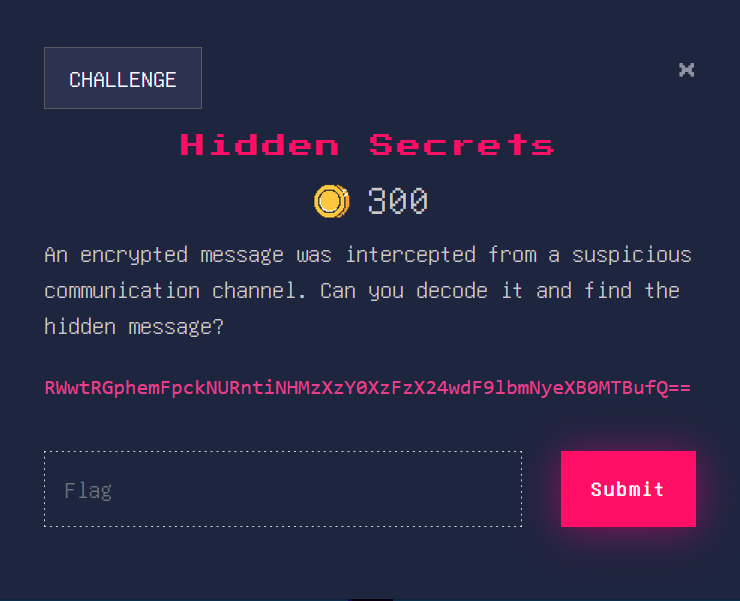 CHALLENGE
×
Hidden Secrets
300
An encrypted message was intercepted from a suspicious
communication channel. Can you decode it and find the
hidden message?
RWwtRGphemFpckNURntiNHMzXzY0XzFzX24wdF9lbmNyeXB0MTBufQ==
Flag
Submit